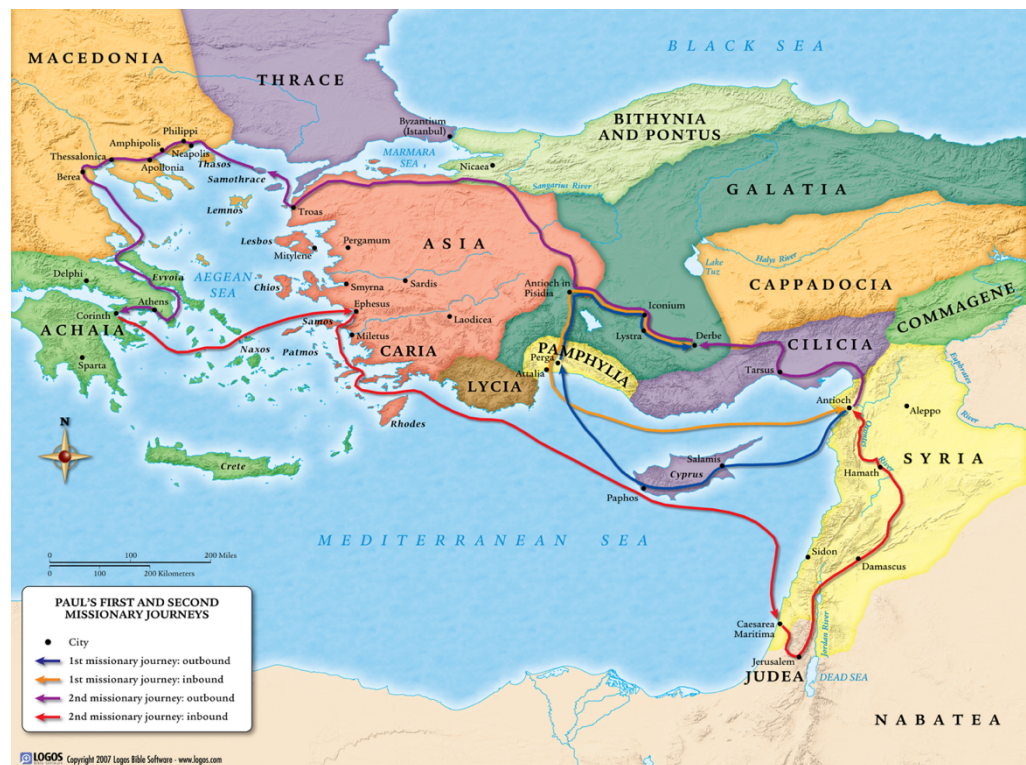 BLACK SEA
MACEDONIA
THRACE
BITHYNIA
AND PONTUS
Byzantium
(Istanbul)
Philippi
Amphipolis
Neapolis
Thessalonica
Apollonia
Berea
Thasos
Samothrace
MARMARA
SEA
Nicaea
Sangarius River
GALATIA
Lemnos
Troas
ASIA
Lesbos
Mitylene
Pergamum
Halys River
Lake
Tuz
CAPPADOCIA
Delphi
Evvoia
AEGEAN
SEA
Chios
Smyrna
Sardis
Antioch in
Pisidia
Iconium
COMMAGENE
Athens
Corinth
ACHAIA
Ephesus
Samos
Laodicea
Lystra
Derbe
CILICIA
Miletus
Naxos
Patmos
CARIA
Sparta
PAMPHYLIA
Perga
Attalia
LYCIA
Tarsus
Euphrates
River
Antioch
Aleppo
Rhodes
Orontes
River
SYRIA
Crete
Salamis
Cyprus
Hamath
Paphos
MEDITERRANEAN SEA
Sidon
Damascus
N
100
200 Miles
0
0
100
200 Kilometers
Caesarea
Maritima
Jordan River
Jerusalem
JUDEA
DEAD SEA
NABATEA
PAUL'S FIRST AND SECOND
MISSIONARY JOURNEYS
City
1st missionary journey: outbound
1st missionary journey: inbound
2nd missionary journey: outbound
2nd missionary journey: inbound
LOGOS
BIBLE SOFTWARE
Copyright 2007 Logos Bible Software - www.logos.com